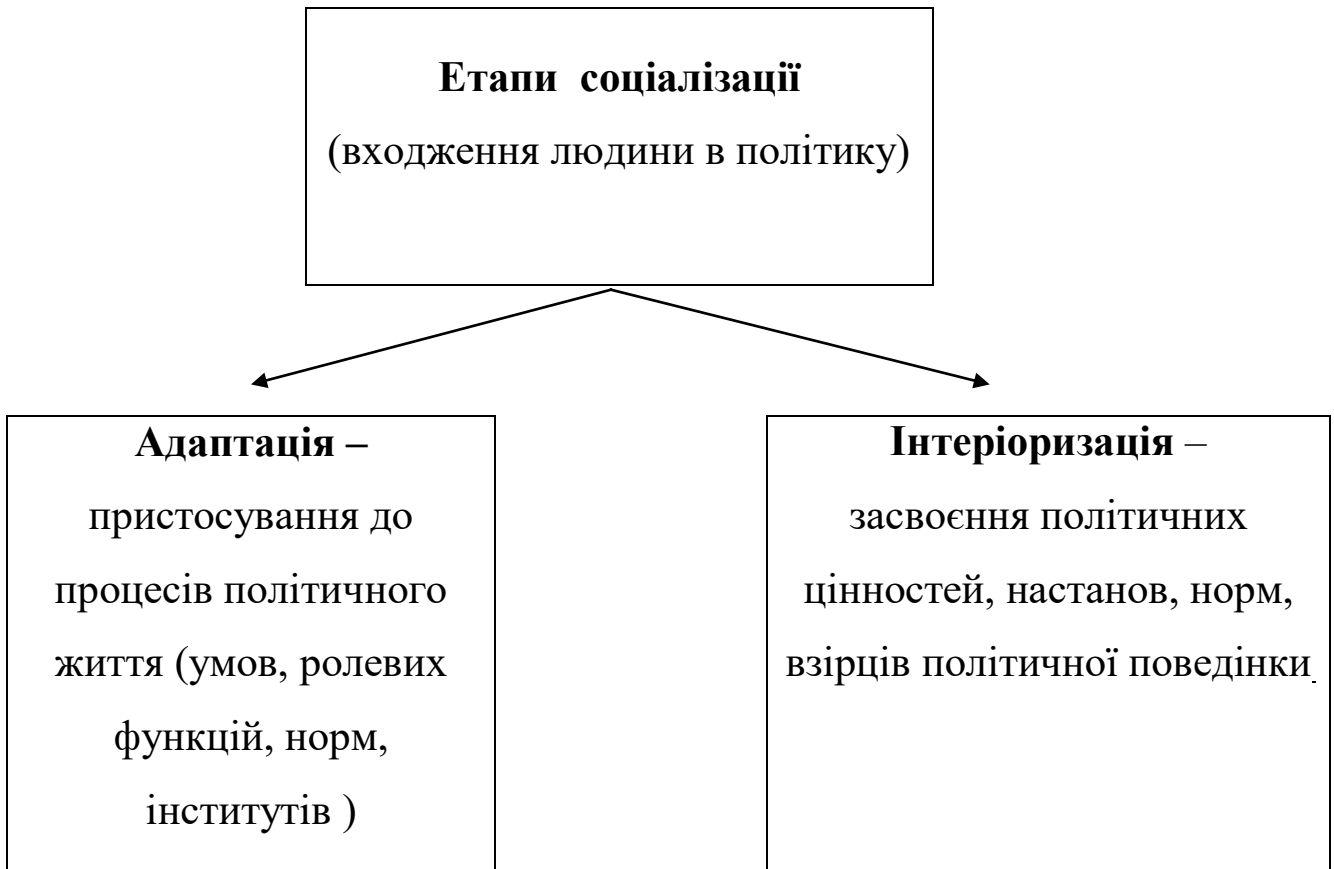 Етапи соціалізації
(входження людини в політику)
Адаптація –
пристосування до
процесів політичного
життя (умов, ролевих
функцій, норм,
інститутів )
Інтеріоризація –
засвоєння політичних
цінностей, настанов, норм,
взірців політичної поведінки